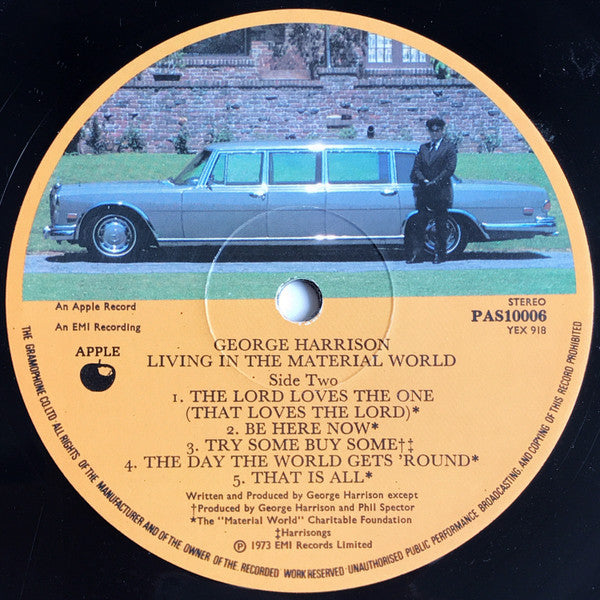 An Apple Record
An EMI Recording
APPLE
STEREO
PAS10006
YEX 918
GEORGE HARRISON
LIVING IN THE MATERIAL WORLD
Side Two
1. THE LORD LOVES THE ONE
(THAT LOVES THE LORD)*
2. BE HERE NOW*
3. TRY SOME BUY SOME†‡
4. THE DAY THE WORLD GETS 'ROUND*
5. THAT IS ALL*
Written and Produced by George Harrison except
†Produced by George Harrison and Phil Spector
*The "Material World" Charitable Foundation
‡Harrisongs
Ⓟ 1973 EMI Records Limited
THE GRAMOPHONE CO. LTD. ALL RIGHTS OF THE MANUFACTURER AND OF THE OWNER OF THE RECORDED WORK RESERVED · UNAUTHORISED PUBLIC PERFORMANCE BROADCASTING AND COPYING OF THIS RECORD PROHIBITED